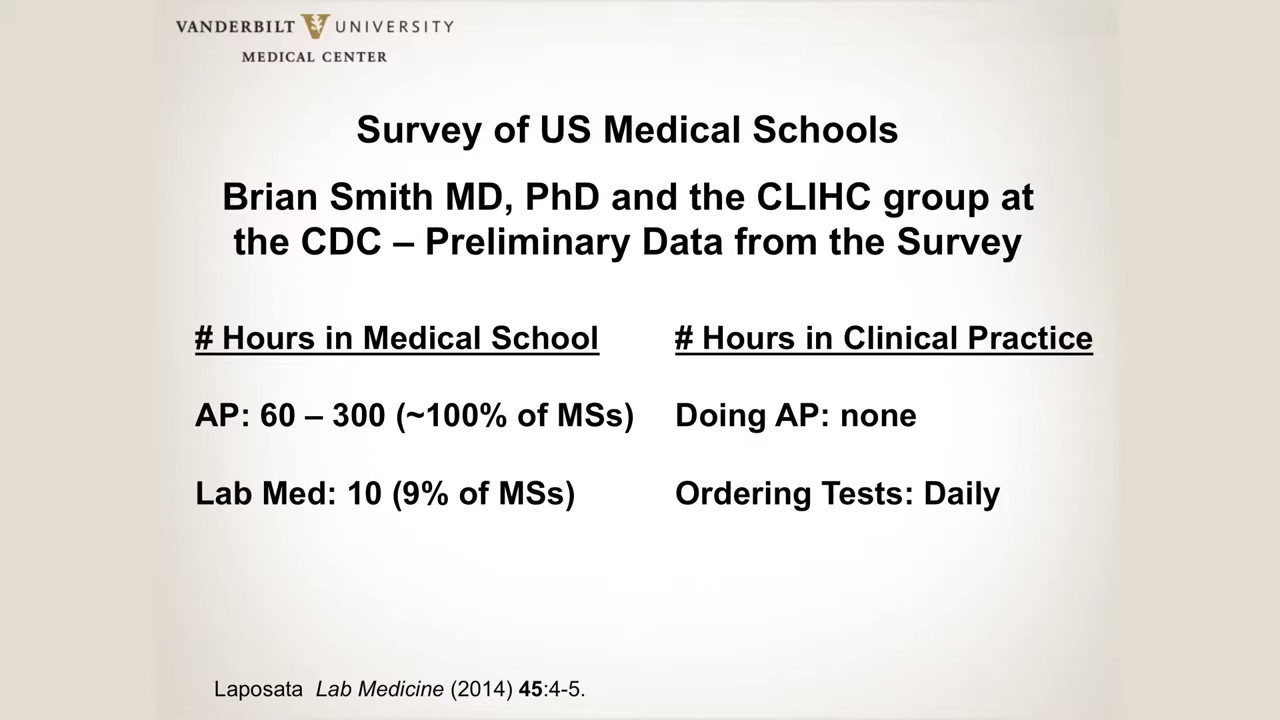 VANDERBILT UNIVERSITY
MEDICAL CENTER
Survey of US Medical Schools
Brian Smith MD, PhD and the CLIHC group at
the CDC – Preliminary Data from the Survey
# Hours in Medical School
# Hours in Clinical Practice
AP: 60 – 300 (~100% of MSs)
Doing AP: none
Lab Med: 10 (9% of MSs)
Ordering Tests: Daily
Laposata Lab Medicine (2014) 45:4-5.